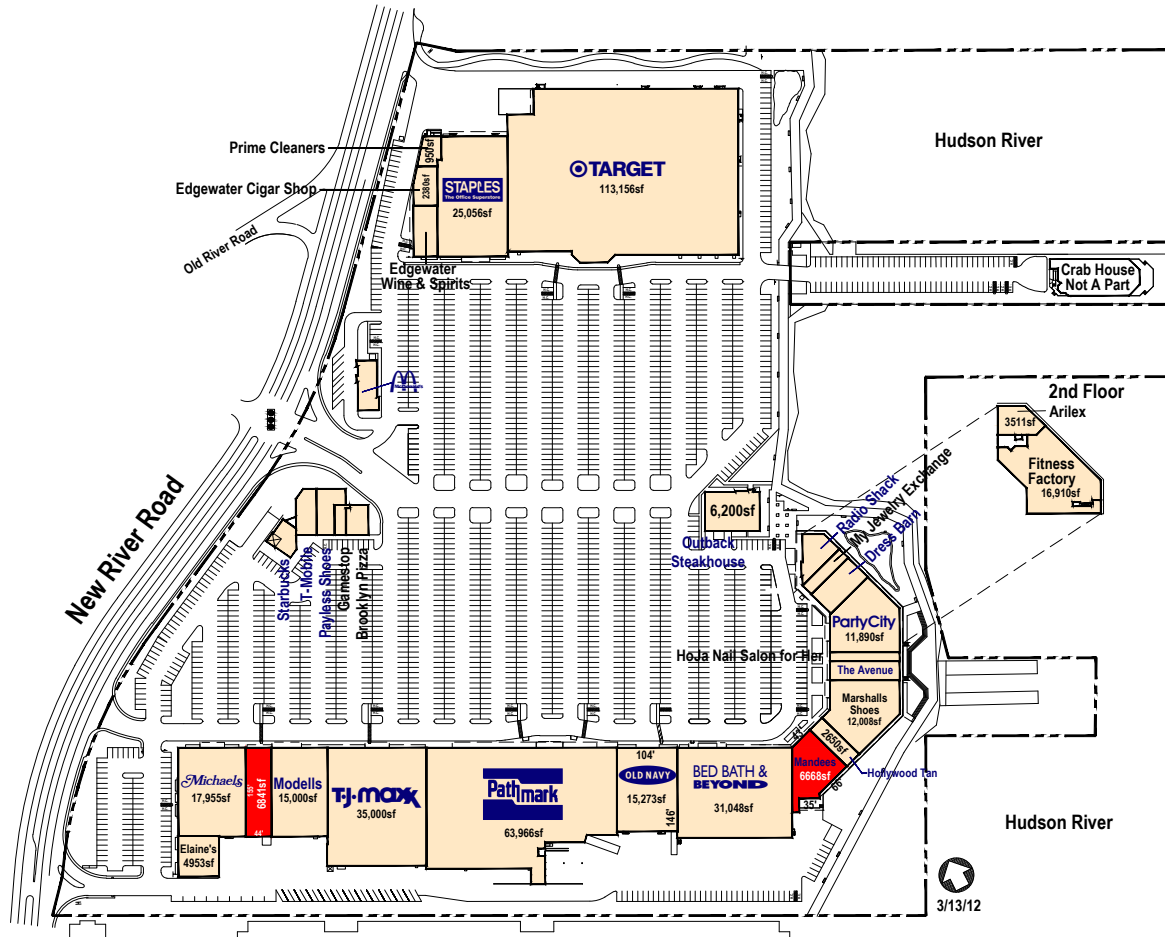 Hudson River
Prime Cleaners
950sf
TARGET
113,156sf
Edgewater Cigar Shop
2380sf
STAPLES
The Office Superstore
25,056sf
Old River Road
Edgewater
Wine & Spirits
Crab House
Not A Part
2nd Floor
Arilex
3511sf
Fitness
Factory
16,910sf
New River Road
6,200sf
Outback
Steakhouse
Radio Shack
My Jewelry Exchange
Dress Barn
Starbucks
T-Mobile
Payless Shoes
Gamestop
Brooklyn Pizza
PartyCity
11,890sf
HoJa Nail Salon for Her
The Avenue
Marshalls
Shoes
12,008sf
2650sf
Hollywood Tan
Mandees
6668sf
66'
35'
Michaels
17,955sf
6841sf
44'
Modells
15,000sf
T·J·maxx
35,000sf
Pathmark
63,966sf
104'
OLD NAVY
15,273sf
146'
BED BATH &
BEYOND
31,048sf
Elaine's
4953sf
Hudson River
3/13/12